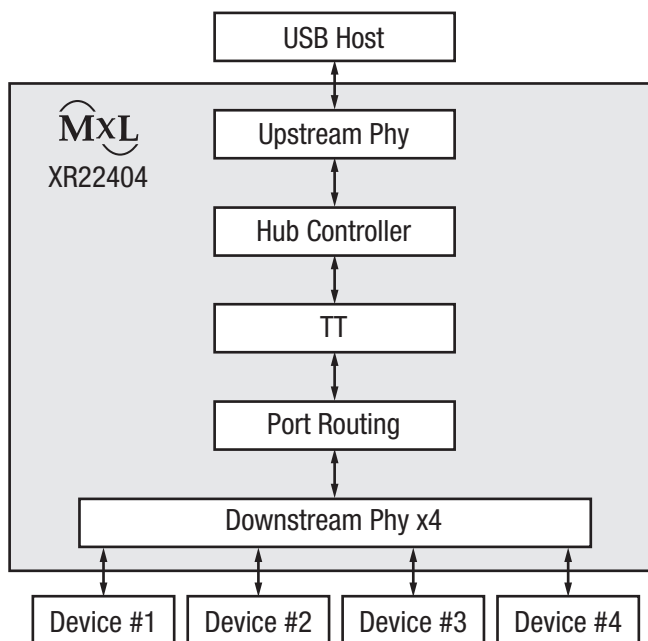 USB Host
MXL
XR22404
Upstream Phy
Hub Controller
TT
Port Routing
Downstream Phy x4
Device #1
Device #2
Device #3
Device #4